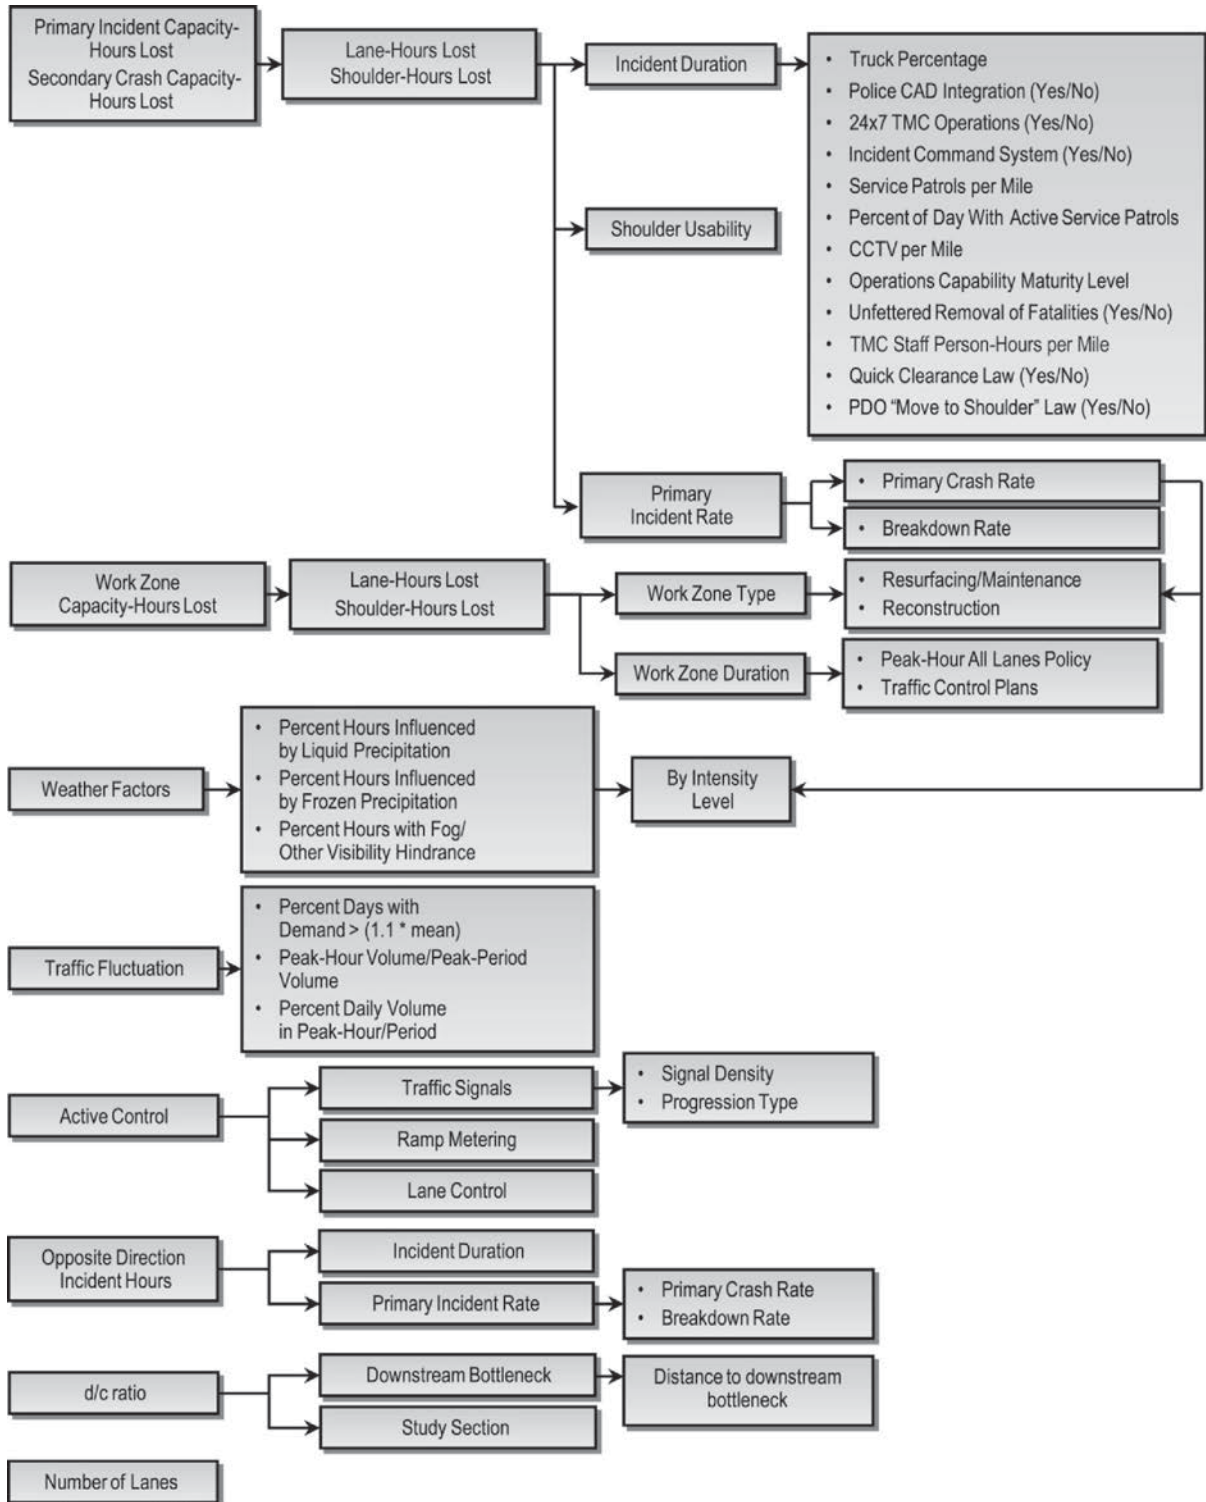 Primary Incident Capacity-
Hours Lost
Secondary Crash Capacity-
Hours Lost
Lane-Hours Lost
Shoulder-Hours Lost
Incident Duration
• Truck Percentage
• Police CAD Integration (Yes/No)
• 24x7 TMC Operations (Yes/No)
• Incident Command System (Yes/No)
• Service Patrols per Mile
• Percent of Day With Active Service Patrols
• CCTV per Mile
• Operations Capability Maturity Level
• Unfettered Removal of Fatalities (Yes/No)
• TMC Staff Person-Hours per Mile
• Quick Clearance Law (Yes/No)
• PDO “Move to Shoulder” Law (Yes/No)
Shoulder Usability
Primary
Incident Rate
• Primary Crash Rate
• Breakdown Rate
Work Zone
Capacity-Hours Lost
Lane-Hours Lost
Shoulder-Hours Lost
Work Zone Type
• Resurfacing/Maintenance
• Reconstruction
Work Zone Duration
• Peak-Hour All Lanes Policy
• Traffic Control Plans
Weather Factors
• Percent Hours Influenced
by Liquid Precipitation
• Percent Hours Influenced
by Frozen Precipitation
• Percent Hours with Fog/
Other Visibility Hindrance
By Intensity
Level
Traffic Fluctuation
• Percent Days with
Demand > (1.1 * mean)
• Peak-Hour Volume/Peak-Period
Volume
• Percent Daily Volume
in Peak-Hour/Period
Active Control
Traffic Signals
• Signal Density
• Progression Type
Ramp Metering
Lane Control
Opposite Direction
Incident Hours
Incident Duration
Primary Incident Rate
• Primary Crash Rate
• Breakdown Rate
d/c ratio
Downstream Bottleneck
Distance to downstream
bottleneck
Study Section
Number of Lanes